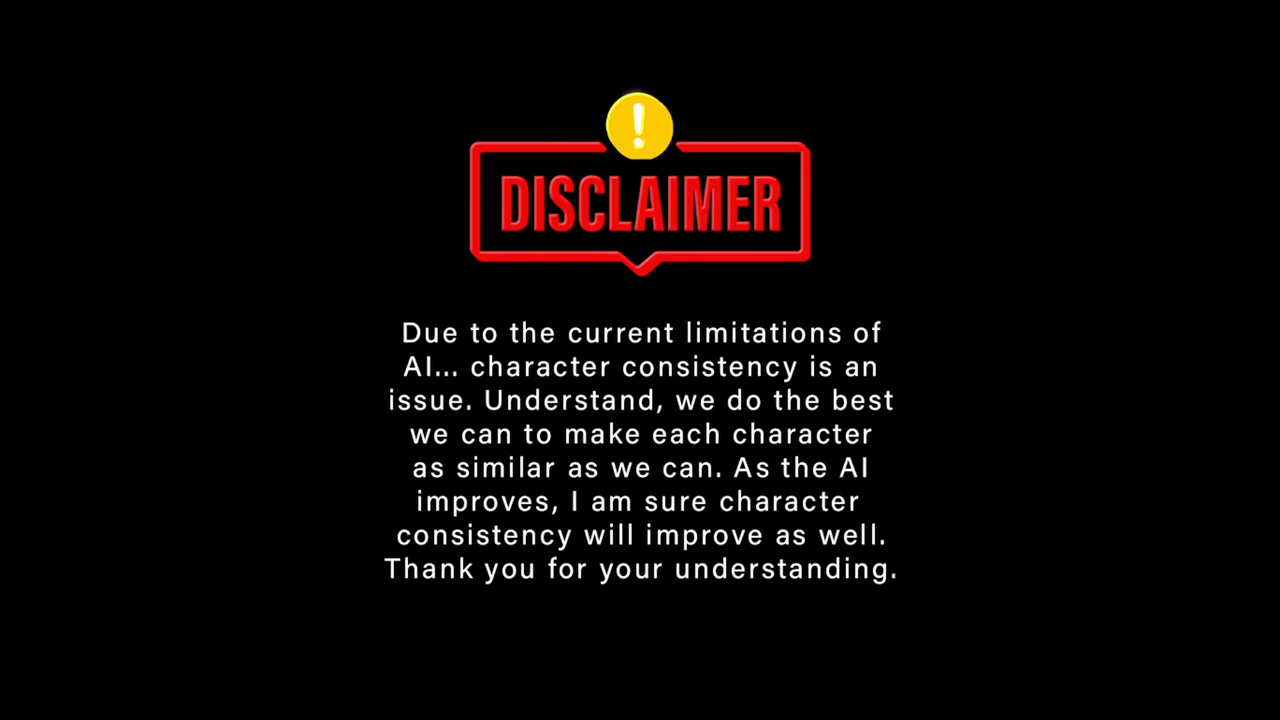 DISCLAIMER
Due to the current limitations of
AI... character consistency is an
issue. Understand, we do the best
we can to make each character
as similar as we can. As the AI
improves, I am sure character
consistency will improve as well.
Thank you for your understanding.